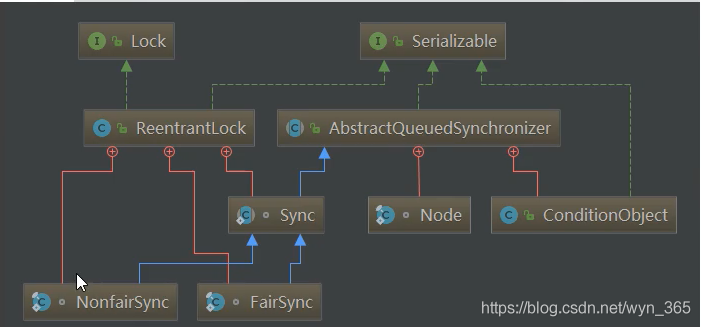 Lock
Serializable
ReentrantLock
AbstractQueuedSynchronizer
Sync
Node
ConditionObject
NonfairSync
FairSync
https://blog.csdn.net/wyn_365